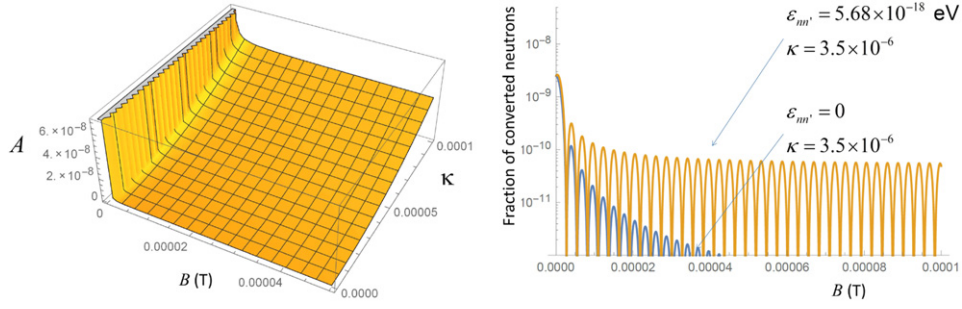 A
6. × 10⁻⁸
4. × 10⁻⁸
2. × 10⁻⁸
0
0
0.00002
0.00004
B (T)
0.0000
0.00005
0.0001
κ
Fraction of converted neutrons
10⁻⁸
10⁻⁹
10⁻¹⁰
10⁻¹¹
εₙₙ' = 5.68×10⁻¹⁸ eV
κ = 3.5×10⁻⁶
εₙₙ' = 0
κ = 3.5×10⁻⁶
0.0000 0.00002 0.00004 0.00006 0.00008 0.0001
B (T)